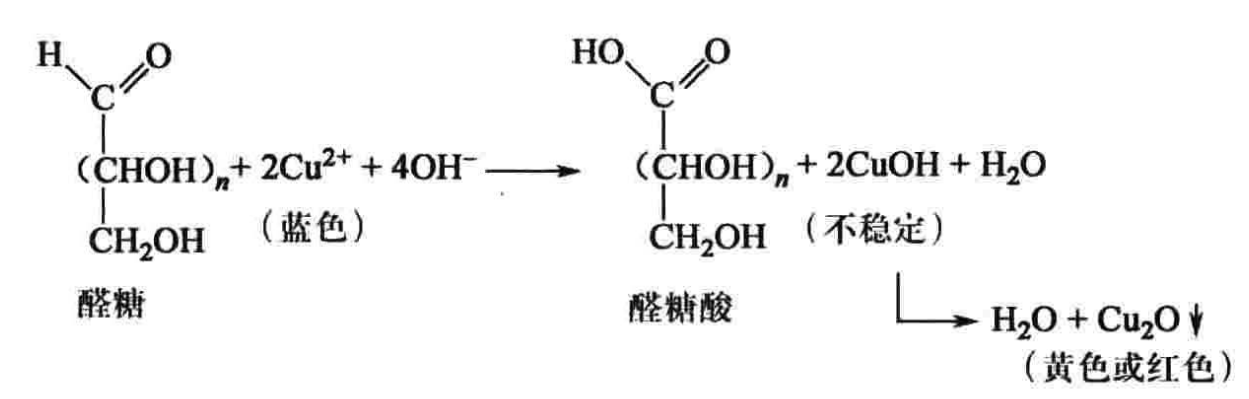 H O HO O
C C
(CHOH)n + 2Cu²⁺ + 4OH⁻ ⟶ (CHOH)n + 2CuOH + H₂O
CH₂OH （蓝色） CH₂OH （不稳定）
醛糖 醛糖酸
H₂O + Cu₂O↓
（黄色或红色）